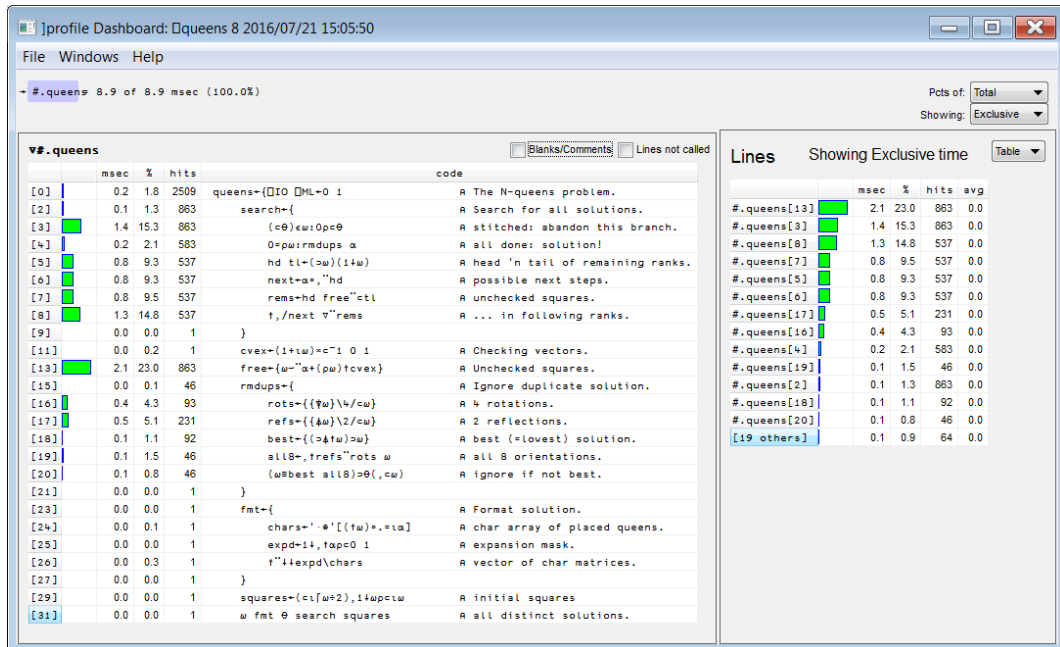 ]profile Dashboard: ⎕queens 8 2016/07/21 15:05:50
File Windows Help
→ #.queens 8.9 of 8.9 msec (100.0%)
Pcts of: Total
Showing: Exclusive
∇#.queens
Blanks/Comments Lines not called
msec % hits code
[0] 0.2 1.8 2509 queens←{⎕IO ⎕ML←0 1 ⍝ The N-queens problem.
[2] 0.1 1.3 863 search←{ ⍝ Search for all solutions.
[3] 1.4 15.3 863 (⊂⍬)∊⍵:0⍴⊂⍬ ⍝ stitched: abandon this branch.
[4] 0.2 2.1 583 0=⍴⍵:rmdups ⍺ ⍝ all done: solution!
[5] 0.8 9.3 537 hd tl←(⊃⍵)(1↓⍵) ⍝ head 'n tail of remaining ranks.
[6] 0.8 9.3 537 next←⍺∘,¨hd ⍝ possible next steps.
[7] 0.8 9.5 537 rems←hd free¨⊂tl ⍝ unchecked squares.
[8] 1.3 14.8 537 ↑,/next ∇¨rems ⍝ ... in following ranks.
[9] 0.0 0.0 1 }
[11] 0.0 0.2 1 cvex←(1+⍳⍵)×⊂¯1 0 1 ⍝ Checking vectors.
[13] 2.1 23.0 863 free←{⍵~¨⍺+(⍴⍵)↑cvex} ⍝ Unchecked squares.
[15] 0.0 0.1 46 rmdups←{ ⍝ Ignore duplicate solution.
[16] 0.4 4.3 93 rots←{{⍒⍵}\4/⊂⍵} ⍝ 4 rotations.
[17] 0.5 5.1 231 refs←{{⍋⍵}\2/⊂⍵} ⍝ 2 reflections.
[18] 0.1 1.1 92 best←{(⊃⍋↑⍵)⊃⍵} ⍝ best (=lowest) solution.
[19] 0.1 1.5 46 all8←,↑refs¨rots ⍵ ⍝ all 8 orientations.
[20] 0.1 0.8 46 (⍵≡best all8)⊃⍬(,⊂⍵) ⍝ ignore if not best.
[21] 0.0 0.0 1 }
[23] 0.0 0.0 1 fmt←{ ⍝ Format solution.
[24] 0.0 0.1 1 chars←'·⍟'[(↑⍵)∘.=⍳⍺] ⍝ char array of placed queens.
[25] 0.0 0.0 1 expd←1↓,↑⍺⍴⊂0 1 ⍝ expansion mask.
[26] 0.0 0.3 1 ↑¨↓↓expd\chars ⍝ vector of char matrices.
[27] 0.0 0.0 1 }
[29] 0.0 0.0 1 squares←(⊂⍳⌈⍵÷2),1↓⍵⍴⊂⍳⍵ ⍝ initial squares
[31] 0.0 0.0 1 ⍵ fmt ⍬ search squares ⍝ all distinct solutions.
Lines Showing Exclusive time Table
msec % hits avg
#.queens[13] 2.1 23.0 863 0.0
#.queens[3] 1.4 15.3 863 0.0
#.queens[8] 1.3 14.8 537 0.0
#.queens[7] 0.8 9.5 537 0.0
#.queens[5] 0.8 9.3 537 0.0
#.queens[6] 0.8 9.3 537 0.0
#.queens[17] 0.5 5.1 231 0.0
#.queens[16] 0.4 4.3 93 0.0
#.queens[4] 0.2 2.1 583 0.0
#.queens[19] 0.1 1.5 46 0.0
#.queens[2] 0.1 1.3 863 0.0
#.queens[18] 0.1 1.1 92 0.0
#.queens[20] 0.1 0.8 46 0.0
[19 others] 0.1 0.9 64 0.0